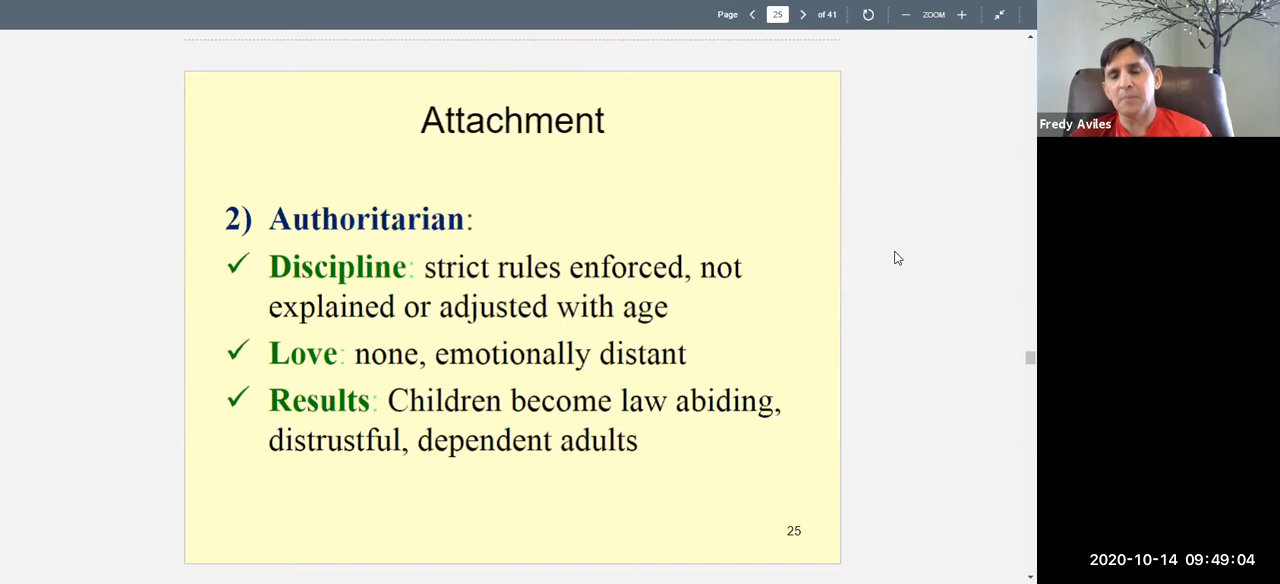 Page 25 of 41 ZOOM
Attachment
2) Authoritarian:
✓ Discipline: strict rules enforced, not
explained or adjusted with age
✓ Love: none, emotionally distant
✓ Results: Children become law abiding,
distrustful, dependent adults
25
Fredy Aviles
2020-10-14 09:49:04